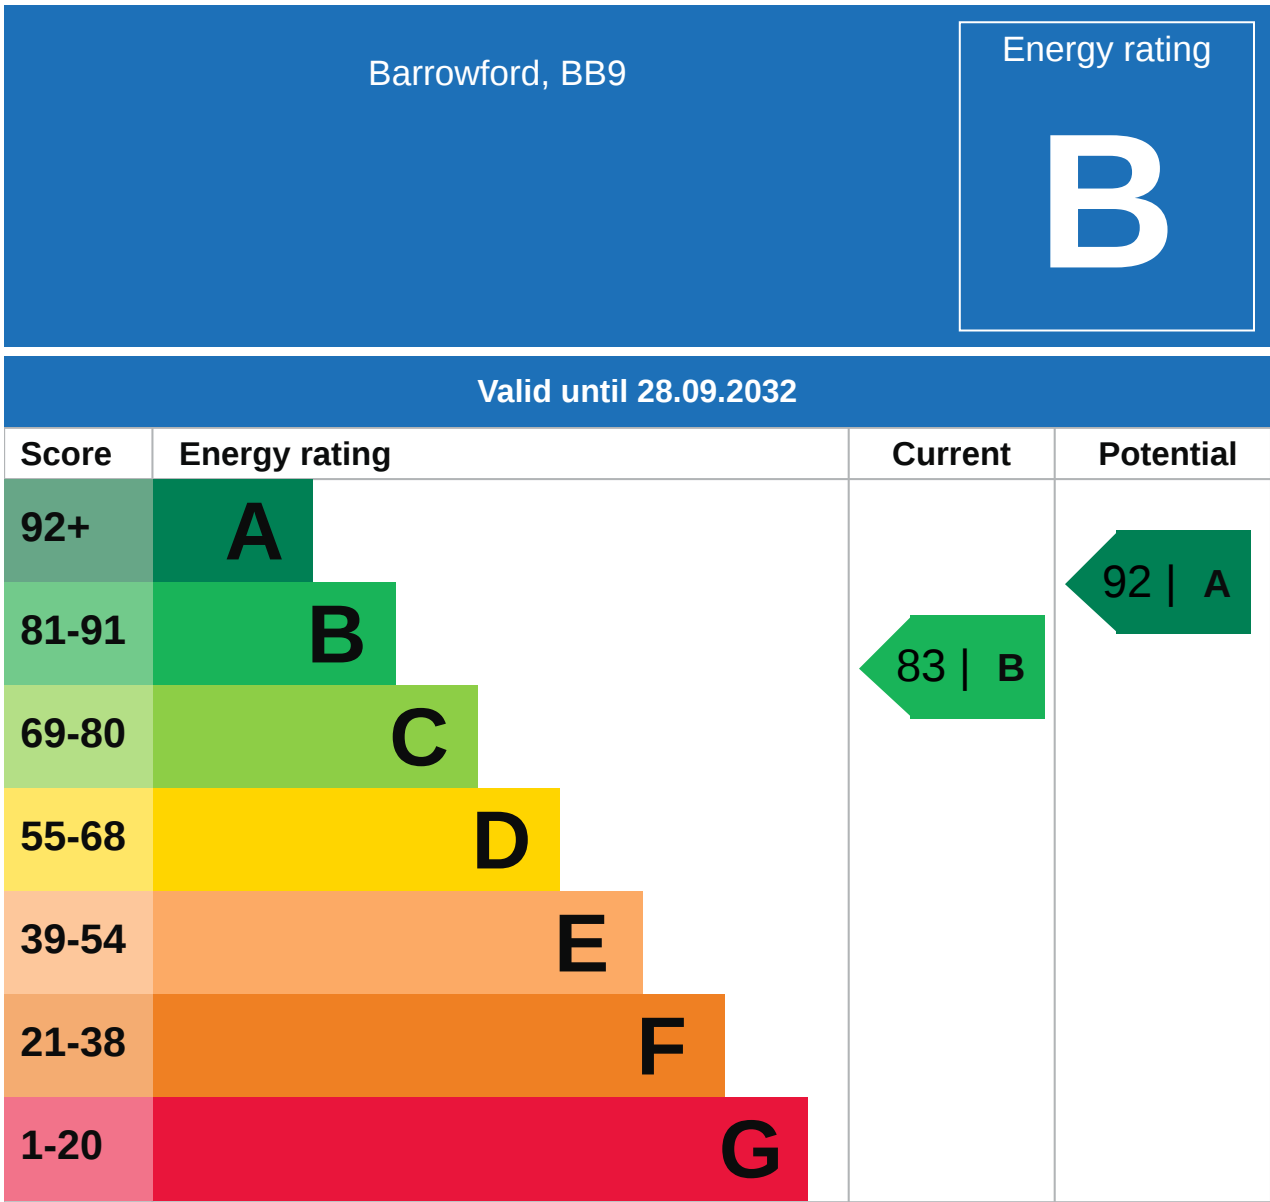 Barrowford, BB9
Energy rating
B
Valid until 28.09.2032
Score Energy rating Current Potential
92+ A
92 | A
81-91 B
83 | B
69-80 C
55-68 D
39-54 E
21-38 F
1-20 G